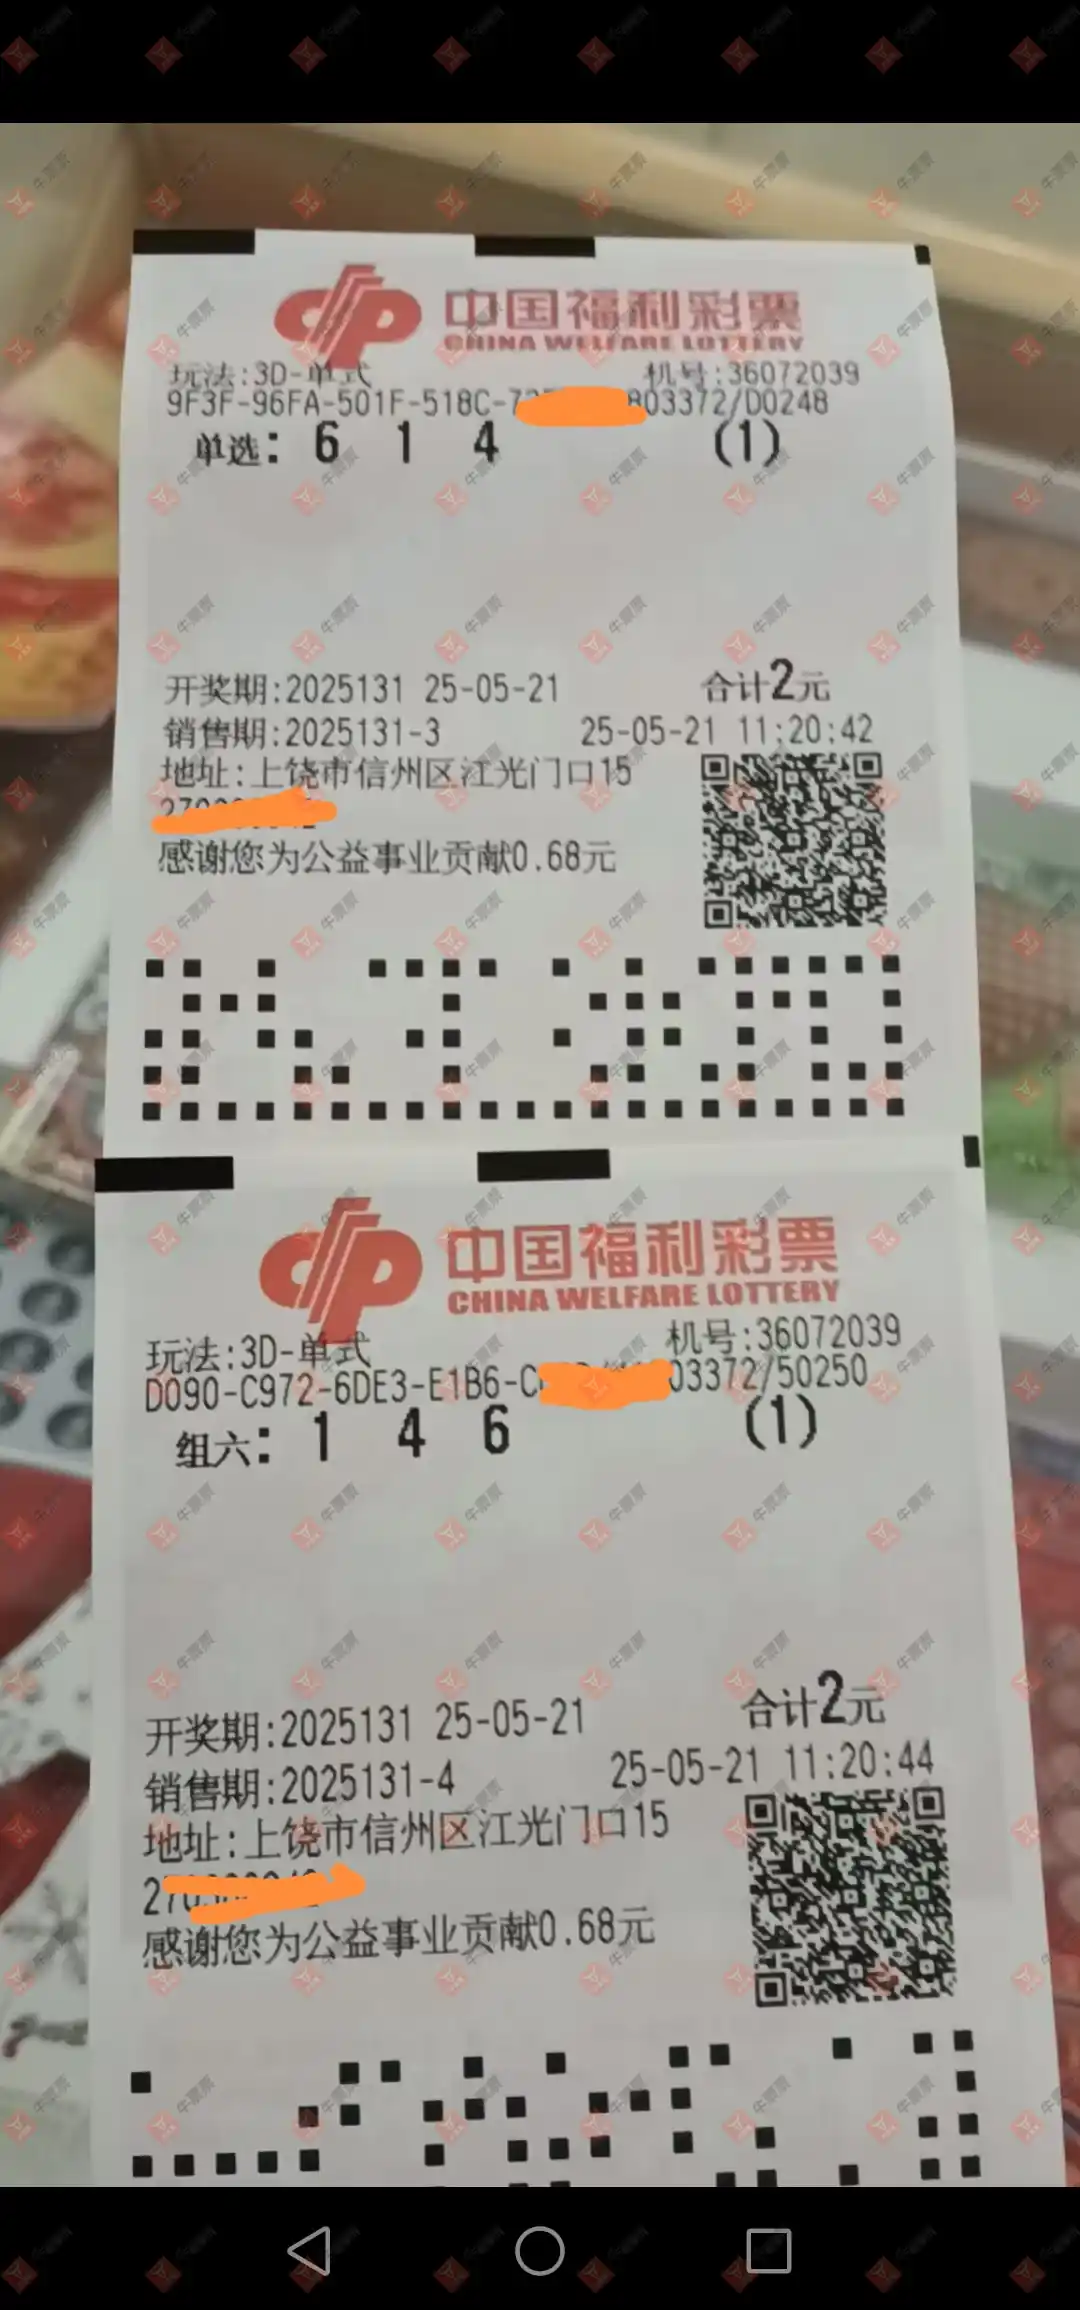 中国福利彩票
CHINA WELFARE LOTTERY
玩法:3D-单式 机号:36072039
9F3F-96FA-501F-518C-7 803372/D0248
单选: 6 1 4 (1)
开奖期:2025131 25-05-21 合计2元
销售期:2025131-3 25-05-21 11:20:42
地址:上饶市信州区江光门口15
感谢您为公益事业贡献0.68元
中国福利彩票
CHINA WELFARE LOTTERY
玩法:3D-单式 机号:36072039
D090-C972-6DE3-E1B6-C 03372/50250
组六: 1 4 6 (1)
开奖期:2025131 25-05-21 合计2元
销售期:2025131-4 25-05-21 11:20:44
地址:上饶市信州区江光门口15
感谢您为公益事业贡献0.68元
牛票票